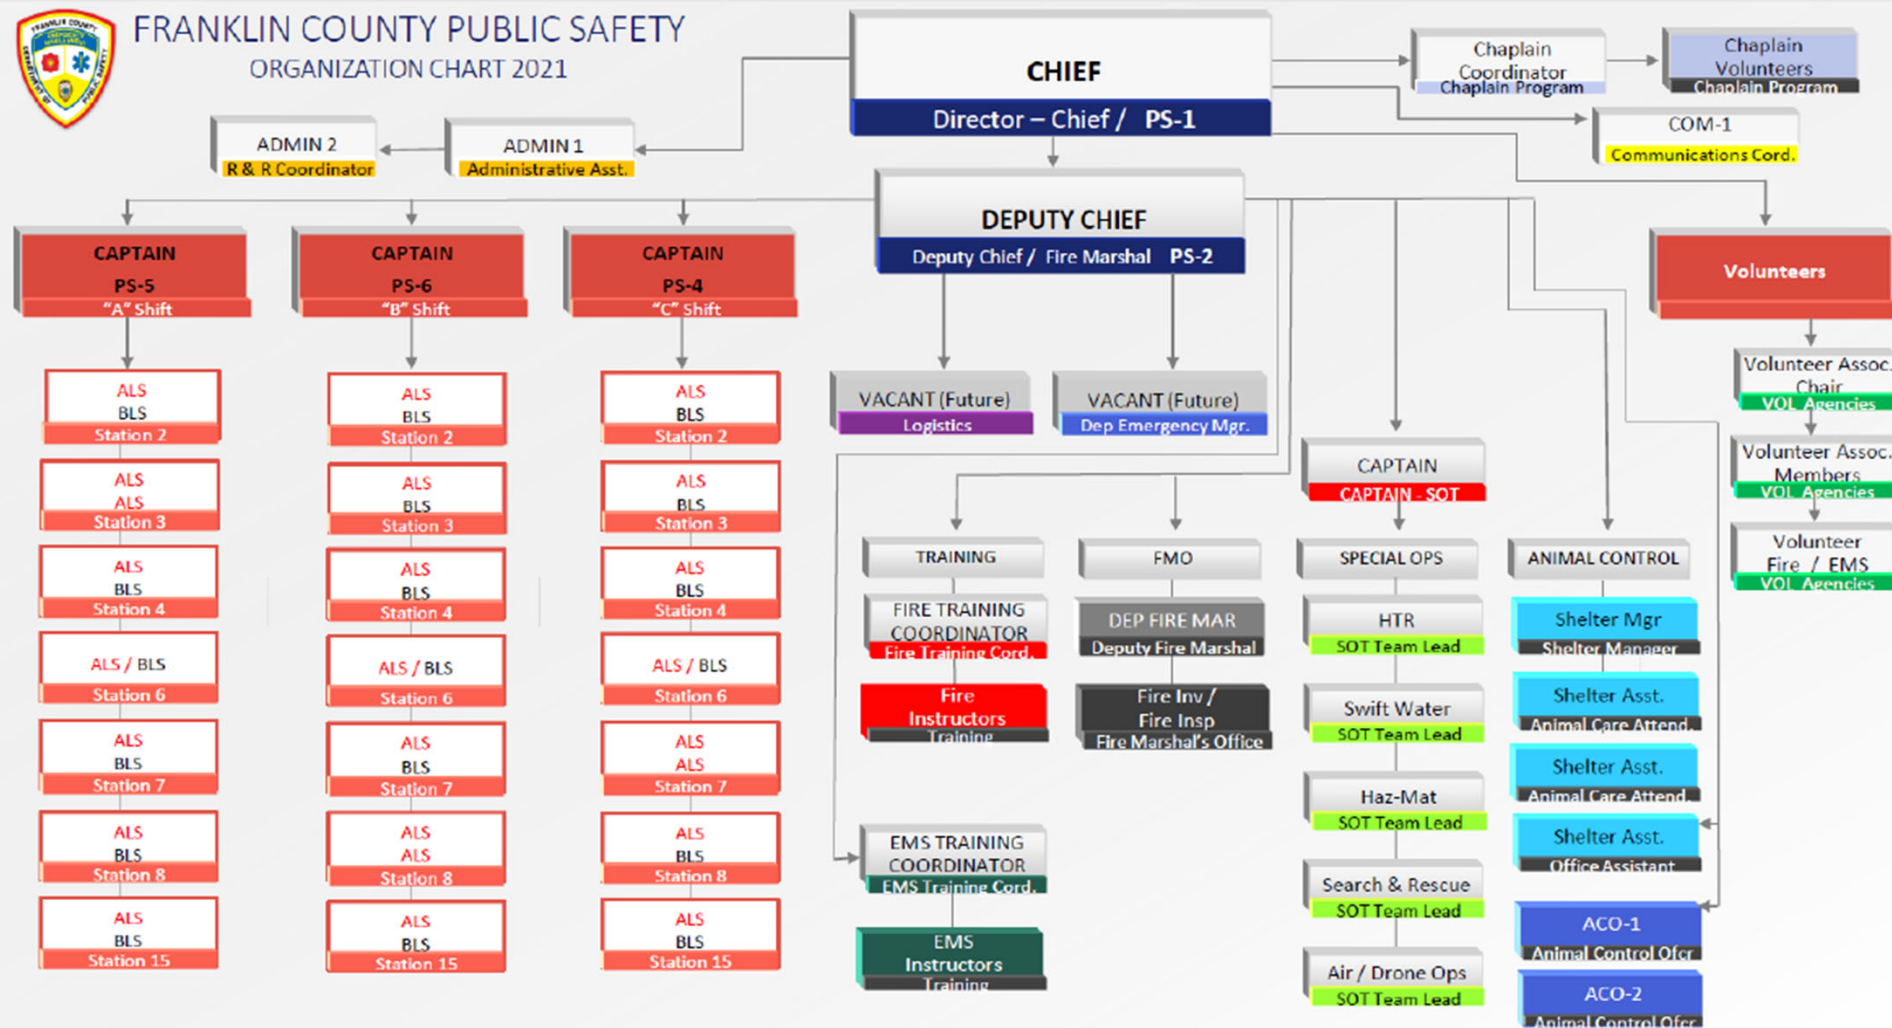 FRANKLIN COUNTY PUBLIC SAFETY
ORGANIZATION CHART 2021
FRANKLIN COUNTY
DEPARTMENT OF PUBLIC SAFETY
CHIEF
Director – Chief / PS-1
Chaplain
Coordinator
Chaplain Program
Chaplain
Volunteers
Chaplain Program
COM-1
Communications Cord.
ADMIN 2
R & R Coordinator
ADMIN 1
Administrative Asst.
DEPUTY CHIEF
Deputy Chief / Fire Marshal PS-2
CAPTAIN
PS-5
“A” Shift
CAPTAIN
PS-6
“B” Shift
CAPTAIN
PS-4
“C” Shift
Volunteers
ALS
BLS
Station 2
ALS
ALS
Station 3
ALS
BLS
Station 4
ALS / BLS
Station 6
ALS
BLS
Station 7
ALS
BLS
Station 8
ALS
BLS
Station 15
ALS
BLS
Station 2
ALS
BLS
Station 3
ALS
BLS
Station 4
ALS / BLS
Station 6
ALS
BLS
Station 7
ALS
ALS
Station 8
ALS
BLS
Station 15
ALS
BLS
Station 2
ALS
BLS
Station 3
ALS
BLS
Station 4
ALS / BLS
Station 6
ALS
ALS
Station 7
ALS
BLS
Station 8
ALS
BLS
Station 15
VACANT (Future)
Logistics
VACANT (Future)
Dep Emergency Mgr.
TRAINING
FIRE TRAINING
COORDINATOR
Fire Training Cord.
Fire
Instructors
Training
EMS TRAINING
COORDINATOR
EMS Training Cord.
EMS
Instructors
Training
FMO
DEP FIRE MAR
Deputy Fire Marshal
Fire Inv /
Fire Insp
Fire Marshal's Office
CAPTAIN
CAPTAIN - SOT
SPECIAL OPS
HTR
SOT Team Lead
Swift Water
SOT Team Lead
Haz-Mat
SOT Team Lead
Search & Rescue
SOT Team Lead
Air / Drone Ops
SOT Team Lead
ANIMAL CONTROL
Shelter Mgr
Shelter Manager
Shelter Asst.
Animal Care Attend.
Shelter Asst.
Animal Care Attend.
Shelter Asst.
Office Assistant
ACO-1
Animal Control Ofcr
ACO-2
Animal Control Ofcr
Volunteer Assoc.
Chair
VOL Agencies
Volunteer Assoc.
Members
VOL Agencies
Volunteer
Fire / EMS
VOL Agencies